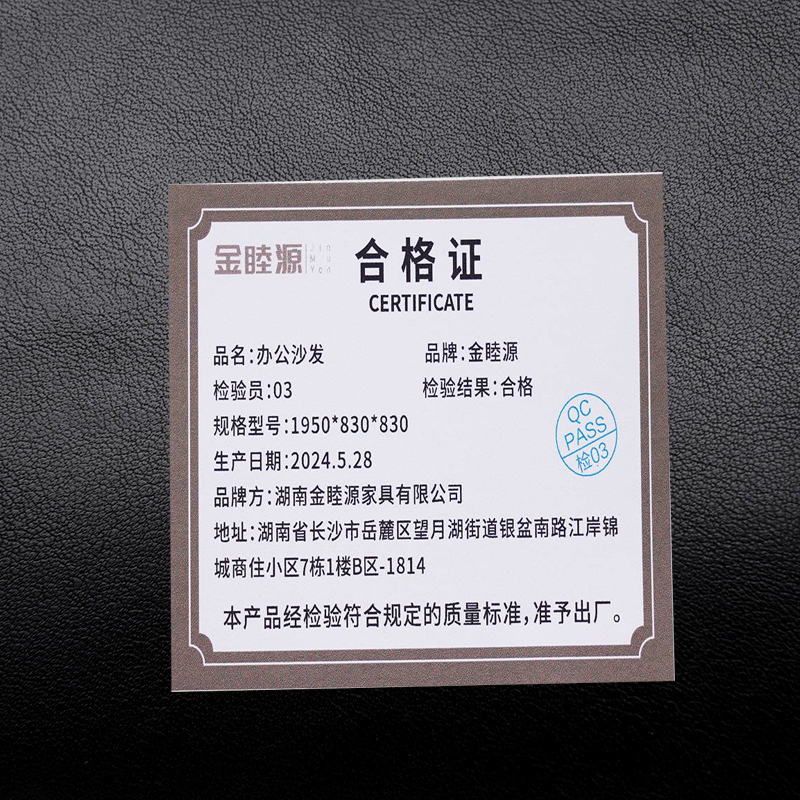 金睦源 Jin Mu Yan
合格证
CERTIFICATE
品名:办公沙发 品牌:金睦源
检验员:03 检验结果:合格
规格型号:1950*830*830
生产日期:2024.5.28
品牌方:湖南金睦源家具有限公司
地址:湖南省长沙市岳麓区望月湖街道银盆南路江岸锦
城商住小区7栋1楼B区-1814
QC
PASS
检03
本产品经检验符合规定的质量标准,准予出厂。